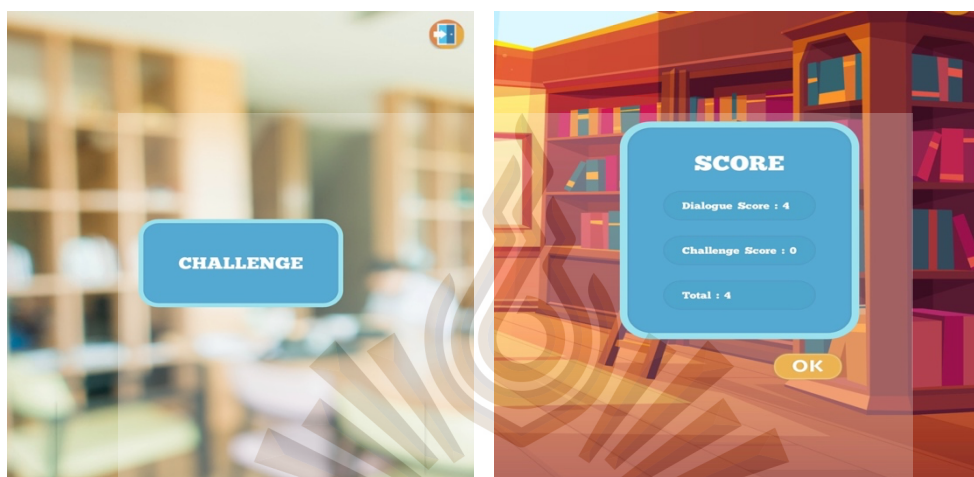 CHALLENGE
SCORE
Dialogue Score : 4
Challenge Score : 0
Total : 4
OK